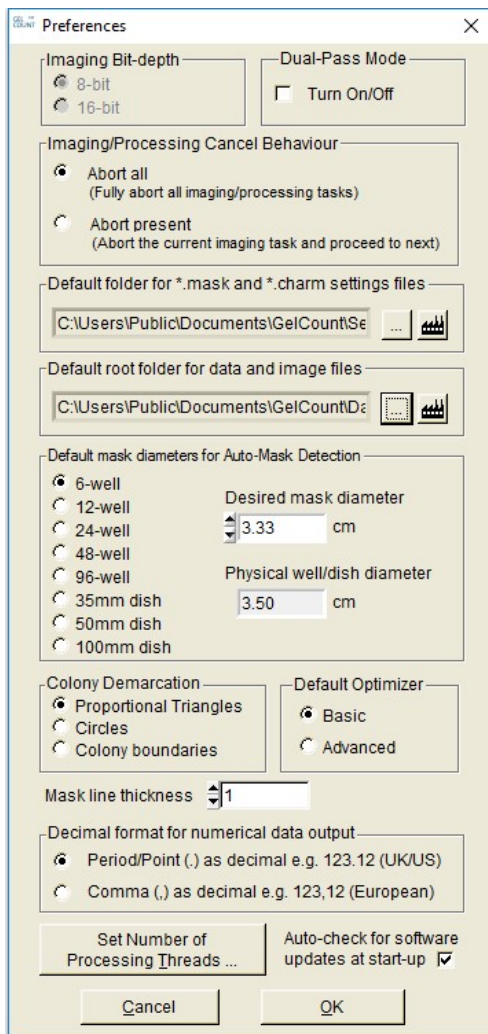 GEL COUNT Preferences
Imaging Bit-depth
8-bit
16-bit
Dual-Pass Mode
Turn On/Off
Imaging/Processing Cancel Behaviour
Abort all
(Fully abort all imaging/processing tasks)
Abort present
(Abort the current imaging task and proceed to next)
Default folder for *.mask and *.charm settings files
C:\Users\Public\Documents\GelCount\Se ...
Default root folder for data and image files
C:\Users\Public\Documents\GelCount\Da ...
Default mask diameters for Auto-Mask Detection
6-well
12-well
24-well
48-well
96-well
35mm dish
50mm dish
100mm dish
Desired mask diameter
3.33 cm
Physical well/dish diameter
3.50 cm
Colony Demarcation
Proportional Triangles
Circles
Colony boundaries
Default Optimizer
Basic
Advanced
Mask line thickness 1
Decimal format for numerical data output
Period/Point (.) as decimal e.g. 123.12 (UK/US)
Comma (,) as decimal e.g. 123,12 (European)
Set Number of
Processing Threads ...
Auto-check for software
updates at start-up
Cancel
OK